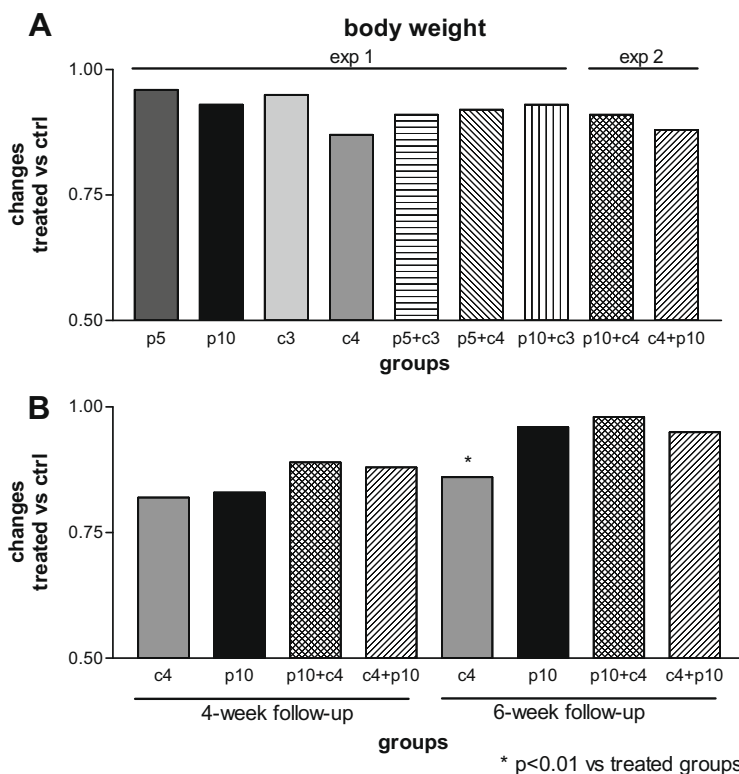 A
body weight
exp 1
exp 2
changes
treated vs ctrl
1.00
0.75
0.50
p5 p10 c3 c4 p5+c3 p5+c4 p10+c3 p10+c4 c4+p10
groups
B
changes
treated vs ctrl
1.00
0.75
0.50
*
c4 p10 p10+c4 c4+p10 c4 p10 p10+c4 c4+p10
4-week follow-up 6-week follow-up
groups
* p<0.01 vs treated groups